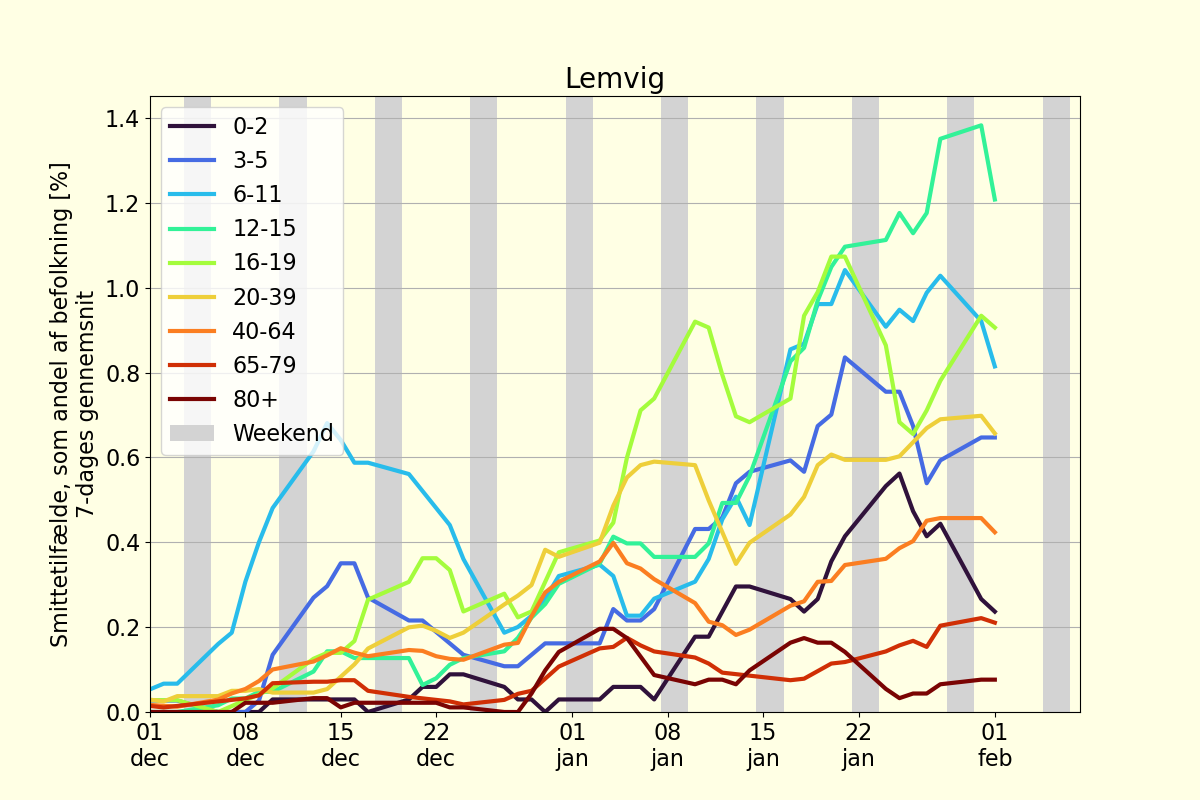 Lemvig
Smittetilfælde, som andel af befolkning [%]
7-dages gennemsnit
1.4
1.2
1.0
0.8
0.6
0.4
0.2
0.0
0-2
3-5
6-11
12-15
16-19
20-39
40-64
65-79
80+
Weekend
01 08 15 22 01 08 15 22 01
dec dec dec dec jan jan jan jan feb